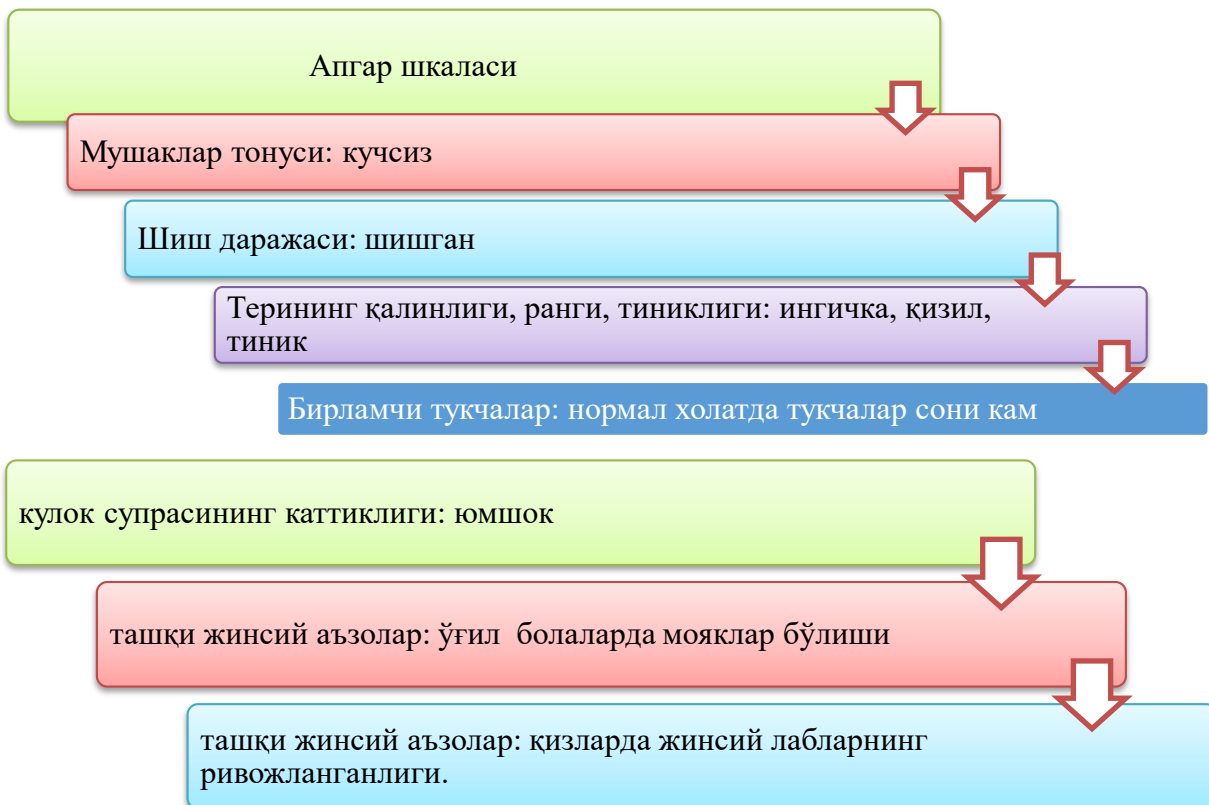 Апгар шкаласи
Мушаклар тонуси: кучсиз
Шиш даражаси: шишган
Терининг қалинлиги, ранги, тиниклиги: ингичка, қизил,
тиник
Бирламчи тукчалар: нормал холатда тукчалар сони кам
кулок супрасининг каттиклиги: юмшок
ташқи жинсий аъзолар: ўғил болаларда мояклар бўлиши
ташқи жинсий аъзолар: қизларда жинсий лабларнинг
ривожланганлиги.